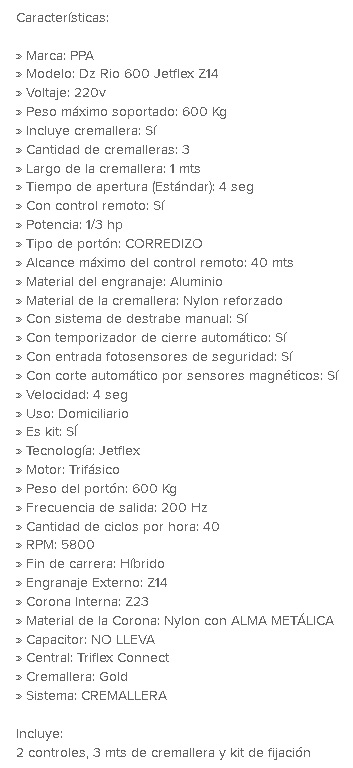 Características:
» Marca: PPA
» Modelo: Dz Rio 600 Jetflex Z14
» Voltaje: 220v
» Peso máximo soportado: 600 Kg
» Incluye cremallera: Sí
» Cantidad de cremalleras: 3
» Largo de la cremallera: 1 mts
» Tiempo de apertura (Estándar): 4 seg
» Con control remoto: Sí
» Potencia: 1/3 hp
» Tipo de portón: CORREDIZO
» Alcance máximo del control remoto: 40 mts
» Material del engranaje: Aluminio
» Material de la cremallera: Nylon reforzado
» Con sistema de destrabe manual: Sí
» Con temporizador de cierre automático: Sí
» Con entrada fotosensores de seguridad: Sí
» Con corte automático por sensores magnéticos: Sí
» Velocidad: 4 seg
» Uso: Domiciliario
» Es kit: SÍ
» Tecnología: Jetflex
» Motor: Trifásico
» Peso del portón: 600 Kg
» Frecuencia de salida: 200 Hz
» Cantidad de ciclos por hora: 40
» RPM: 5800
» Fin de carrera: Híbrido
» Engranaje Externo: Z14
» Corona Interna: Z23
» Material de la Corona: Nylon con ALMA METÁLICA
» Capacitor: NO LLEVA
» Central: Triflex Connect
» Cremallera: Gold
» Sistema: CREMALLERA
Incluye:
2 controles, 3 mts de cremallera y kit de fijación